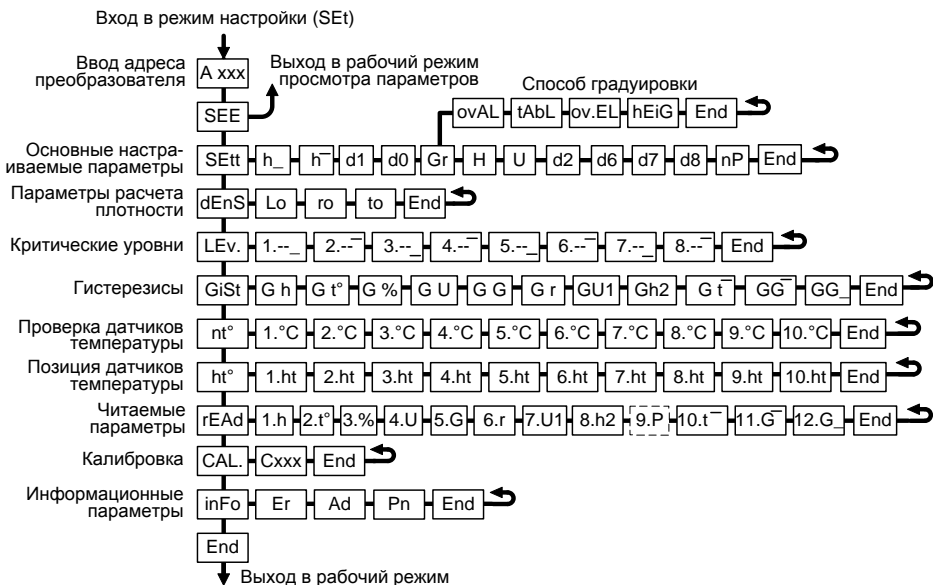 Вход в режим настройки (SEt)
Ввод адреса
преобразователя
A xxx
Выход в рабочий режим
просмотра параметров
SEE
Способ градуировки
ovAL tAbL ov.EL hEiG End
Основные настра-
иваемые параметры
SEtt h_ h¯ d1 d0 Gr H U d2 d6 d7 d8 nP End
Параметры расчета
плотности
dEnS Lo ro to End
Критические уровни
LEv. 1.--_ 2.--¯ 3.--_ 4.--¯ 5.--_ 6.--¯ 7.--_ 8.--¯ End
Гистерезисы
GiSt G h G t° G % G U G G G r GU1 Gh2 G t¯ GG¯ GG_ End
Проверка датчиков
температуры
nt° 1.°C 2.°C 3.°C 4.°C 5.°C 6.°C 7.°C 8.°C 9.°C 10.°C End
Позиция датчиков
температуры
ht° 1.ht 2.ht 3.ht 4.ht 5.ht 6.ht 7.ht 8.ht 9.ht 10.ht End
Читаемые
параметры
rEAd 1.h 2.t° 3.% 4.U 5.G 6.r 7.U1 8.h2 9.P 10.t¯ 11.G¯ 12.G_ End
Калибровка
CAL. Cxxx End
Информационные
параметры
inFo Er Ad Pn End
End
Выход в рабочий режим